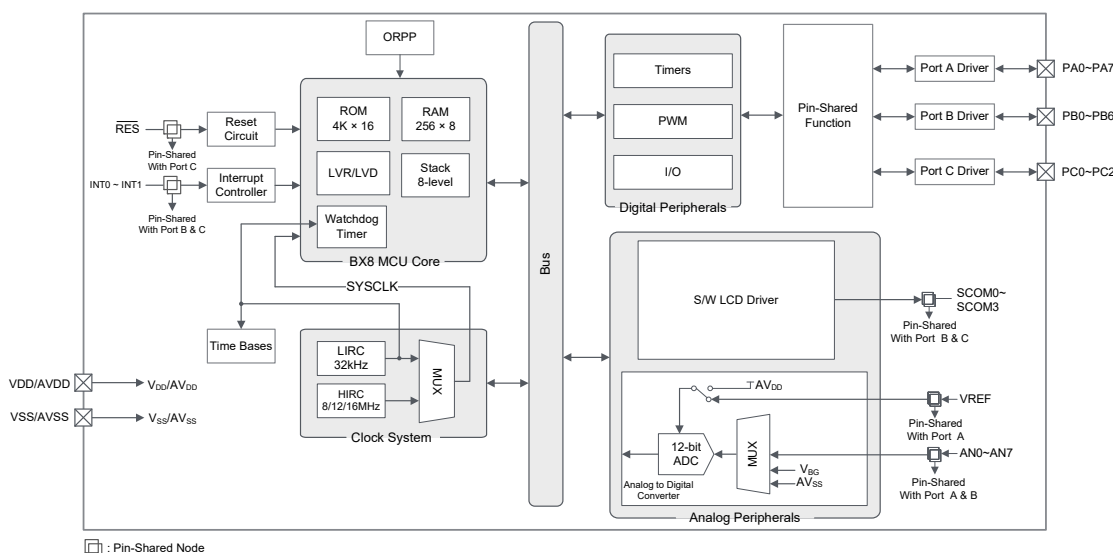 ORPP
ROM
4K × 16
RAM
256 × 8
LVR/LVD
Stack
8-level
Watchdog
Timer
BX8 MCU Core
RES
Pin-Shared
With Port C
Reset
Circuit
INT0 ~ INT1
Pin-Shared
With Port B & C
Interrupt
Controller
SYSCLK
Time Bases
LIRC
32kHz
HIRC
8/12/16MHz
MUX
Clock System
VDD/AVDD
VDD/AVDD
VSS/AVSS
VSS/AVSS
Bus
Timers
PWM
I/O
Digital Peripherals
Pin-Shared
Function
Port A Driver
PA0~PA7
Port B Driver
PB0~PB6
Port C Driver
PC0~PC2
S/W LCD Driver
SCOM0~
SCOM3
Pin-Shared
With Port B & C
AVDD
VREF
Pin-Shared
With Port A
12-bit
ADC
MUX
AN0~AN7
VBG
AVSS
Pin-Shared
With Port A & B
Analog to Digital
Converter
Analog Peripherals
: Pin-Shared Node